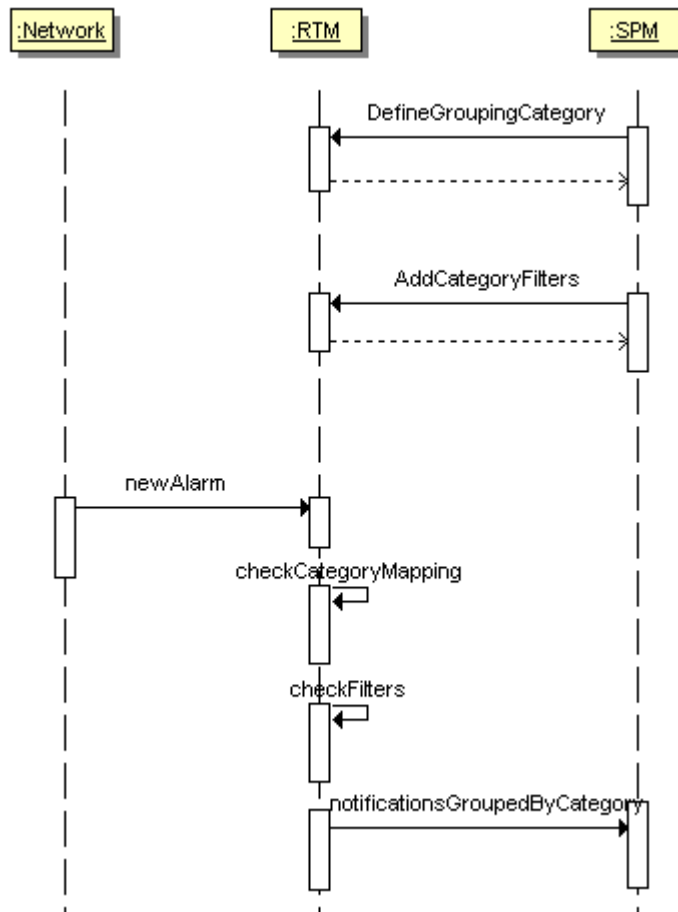 :Network
:RTM
:SPM
DefineGroupingCategory
AddCategoryFilters
newAlarm
checkCategoryMapping
checkFilters
notificationsGroupedByCategory